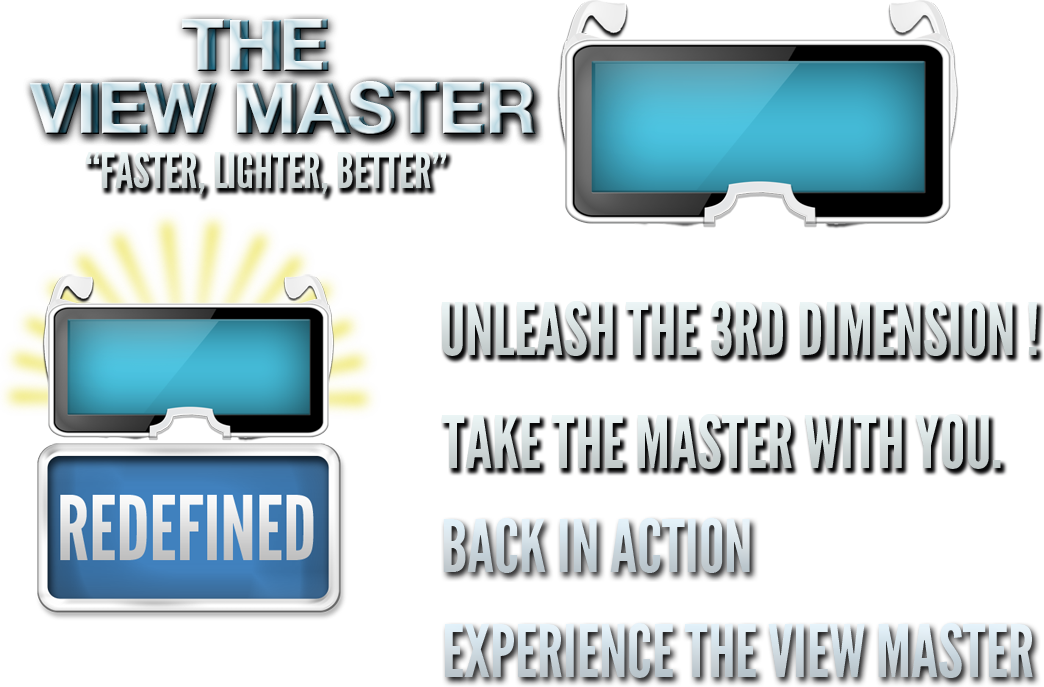 THE
VIEW MASTER
“FASTER, LIGHTER, BETTER”
REDEFINED
UNLEASH THE 3RD DIMENSION !
TAKE THE MASTER WITH YOU.
BACK IN ACTION
EXPERIENCE THE VIEW MASTER